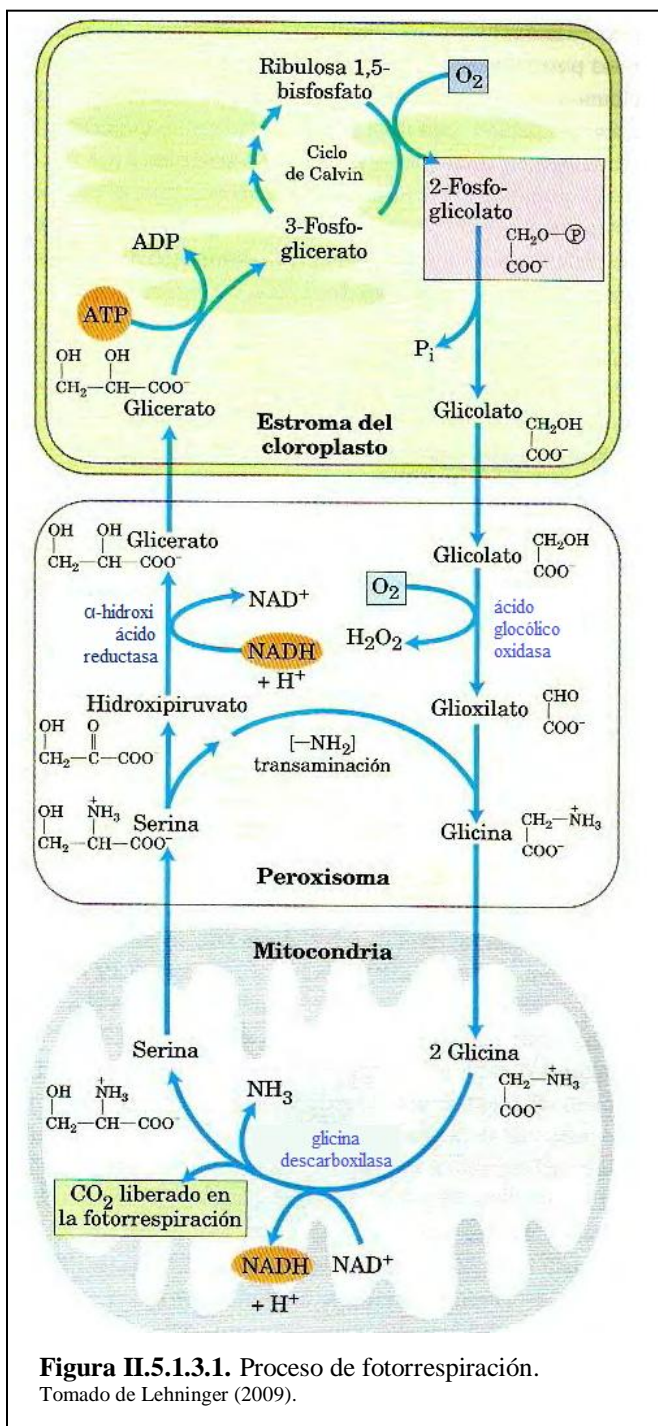 Ribulosa 1,5-
bisfosfato
O₂
Ciclo
de Calvin
2-Fosfo-
glicolato
CH₂O—Ⓟ
COO⁻
3-Fosfo-
glicerato
ADP
ATP
Pᵢ
OH OH
CH₂—CH—COO⁻
Glicerato
Glicolato
CH₂OH
COO⁻
Estroma del
cloroplasto
OH OH
CH₂—CH—COO⁻
Glicerato
Glicolato
CH₂OH
COO⁻
α-hidroxi
ácido
reductasa
NAD⁺
NADH
+ H⁺
O₂
H₂O₂
ácido
glocólico
oxidasa
Hidroxipiruvato
OH O
CH₂—C—COO⁻
Glioxilato
CHO
COO⁻
[—NH₂]
transaminación
OH ⁺NH₃
CH₂—CH—COO⁻
Serina
Glicina
CH₂—⁺NH₃
COO⁻
Peroxisoma
Mitocondria
Serina
OH ⁺NH₃
CH₂—CH—COO⁻
2 Glicina
CH₂—⁺NH₃
COO⁻
NH₃
glicina
descarboxilasa
CO₂ liberado en
la fotorrespiración
NADH
+ H⁺
NAD⁺
Figura II.5.1.3.1. Proceso de fotorrespiración.
Tomado de Lehninger (2009).